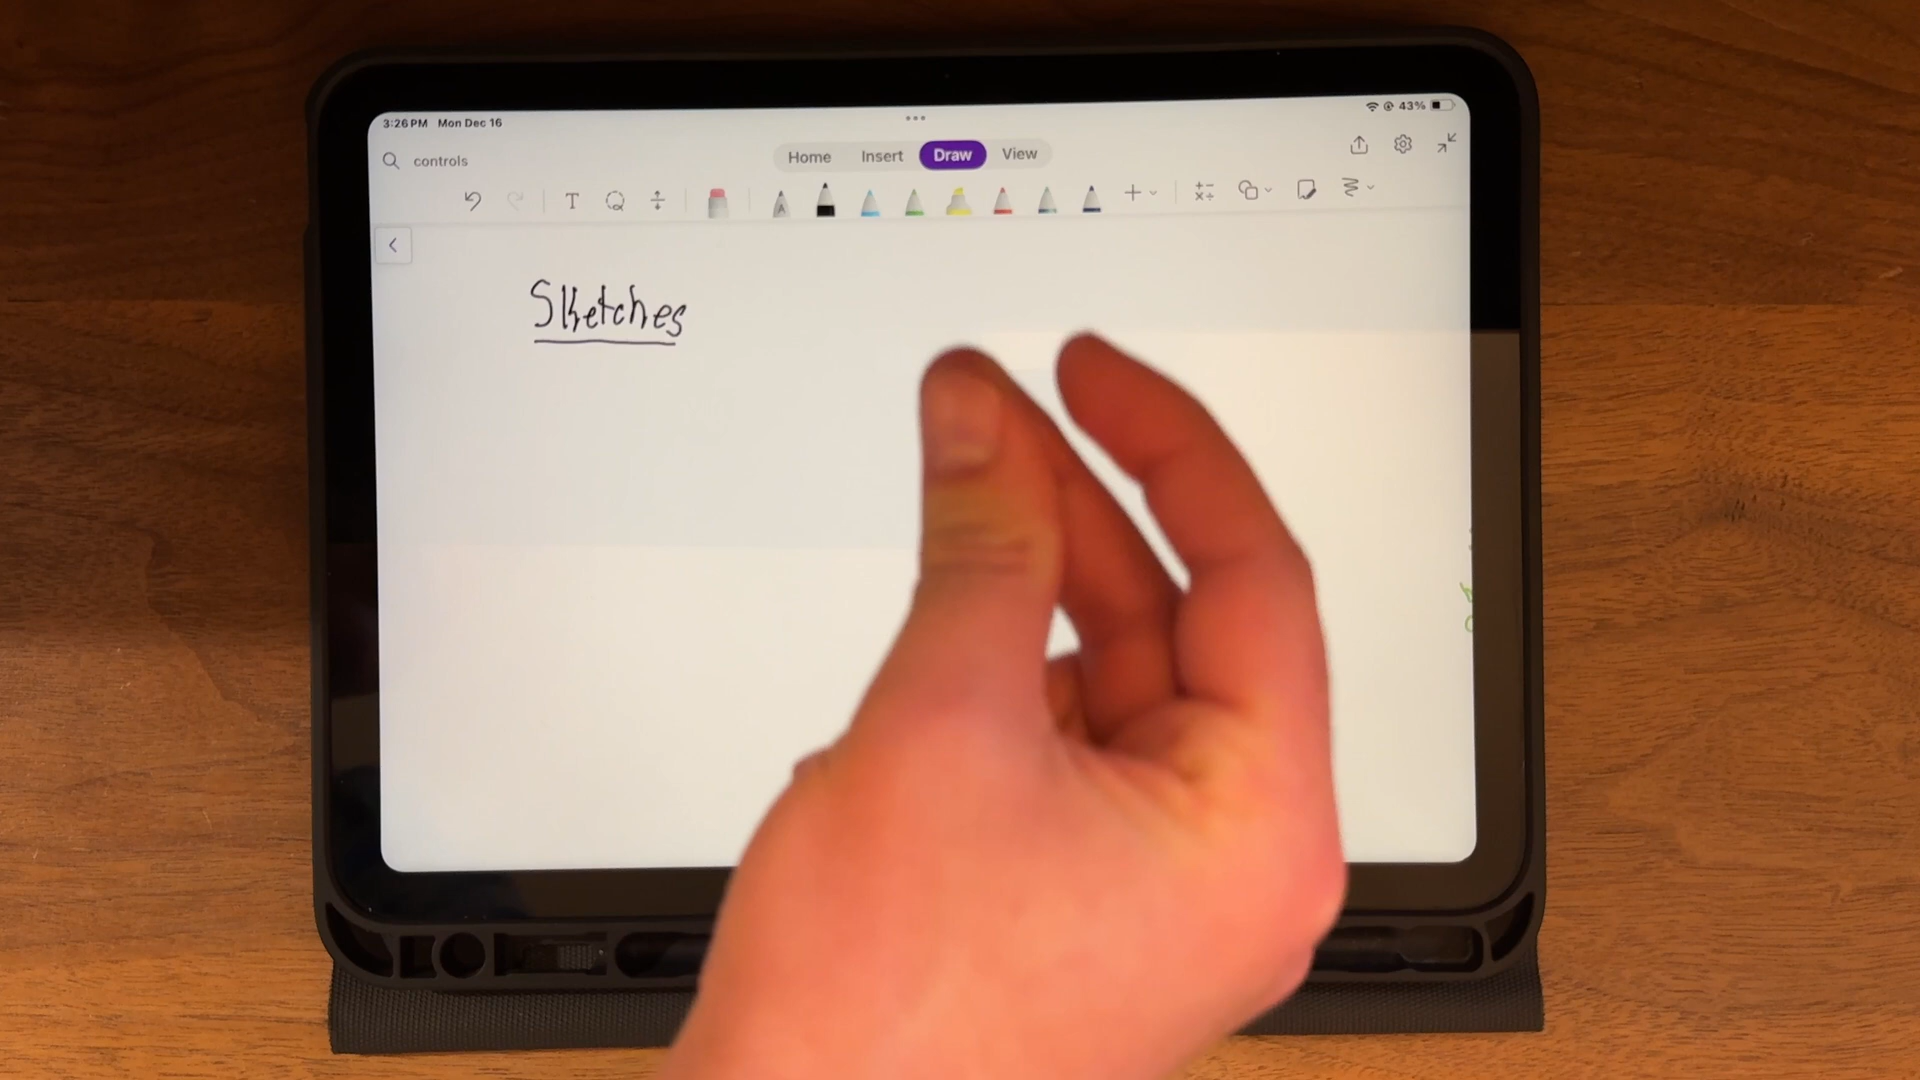 3:26 PM Mon Dec 16
43%
controls
Home Insert Draw View
T
A
Sketches